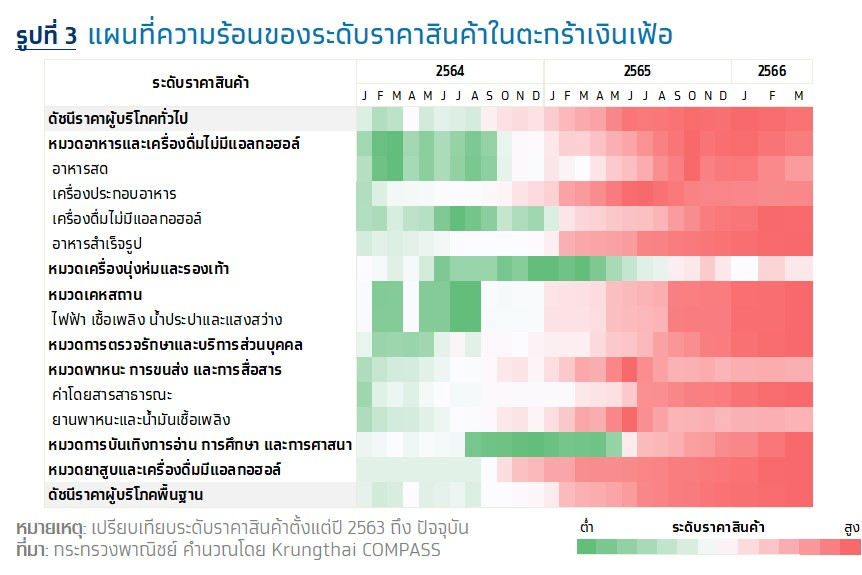 รูปที่ 3 แผนที่ความร้อนของระดับราคาสินค้าในตะกร้าเงินเฟ้อ
ระดับราคาสินค้า 2564 2565 2566
J F M A M J J A S O N D J F M A M J J A S O N D J F M
ดัชนีราคาผู้บริโภคทั่วไป
หมวดอาหารและเครื่องดื่มไม่มีแอลกอฮอล์
อาหารสด
เครื่องประกอบอาหาร
เครื่องดื่มไม่มีแอลกอฮอล์
อาหารสำเร็จรูป
หมวดเครื่องนุ่งห่มและรองเท้า
หมวดเคหสถาน
ไฟฟ้า เชื้อเพลิง น้ำประปาและแสงสว่าง
หมวดการตรวจรักษาและบริการส่วนบุคคล
หมวดพาหนะ การขนส่ง และการสื่อสาร
ค่าโดยสารสาธารณะ
ยานพาหนะและน้ำมันเชื้อเพลิง
หมวดการบันเทิงการอ่าน การศึกษา และการศาสนา
หมวดยาสูบและเครื่องดื่มมีแอลกอฮอล์
ดัชนีราคาผู้บริโภคพื้นฐาน
หมายเหตุ: เปรียบเทียบระดับราคาสินค้าตั้งแต่ปี 2563 ถึง ปัจจุบัน
ที่มา: กระทรวงพาณิชย์ คำนวณโดย Krungthai COMPASS
ต่ำ ระดับราคาสินค้า สูง